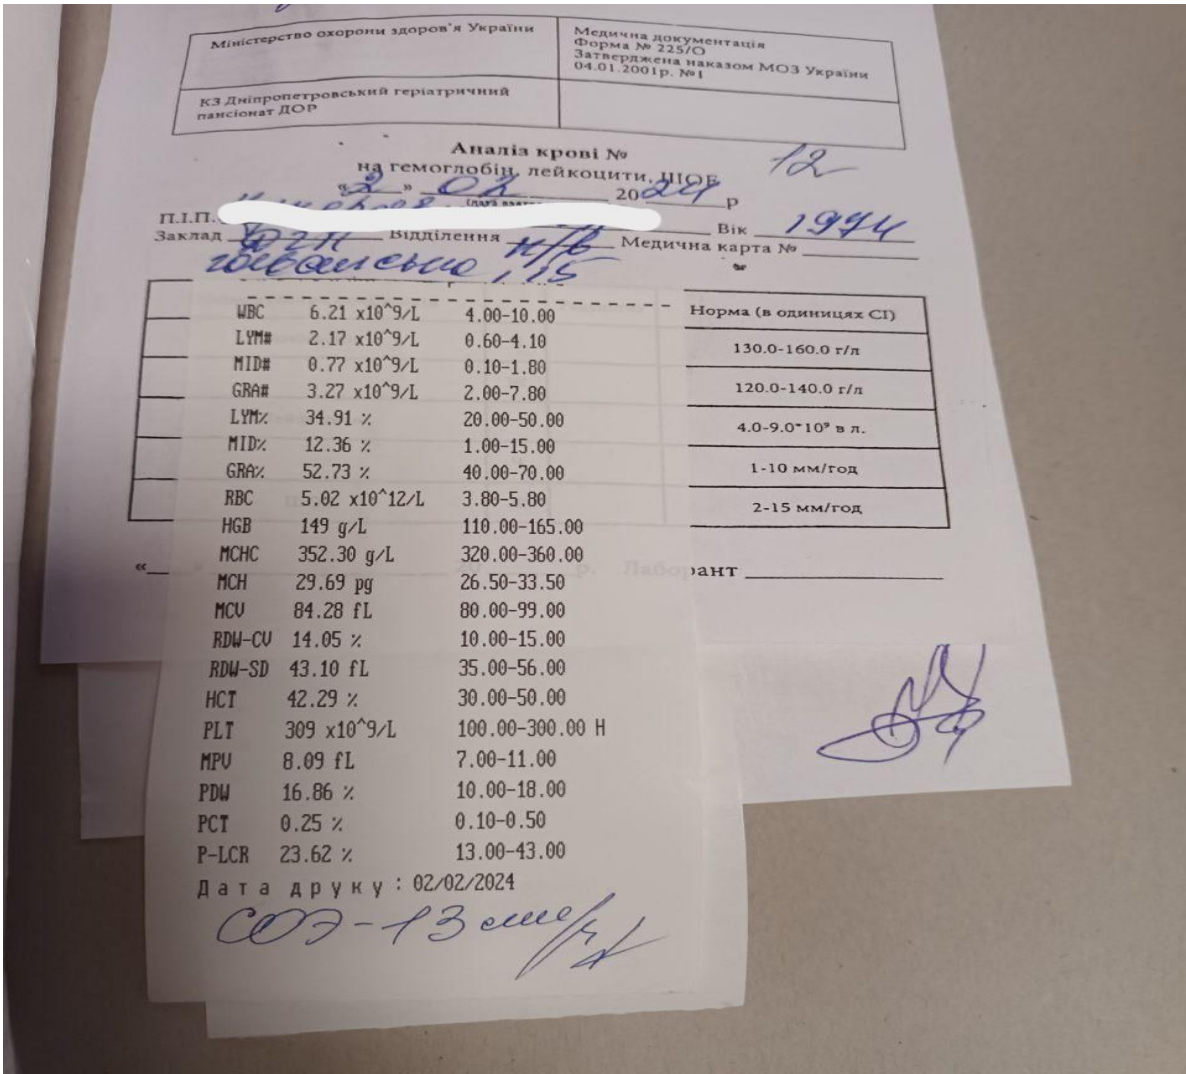 Міністерство охорони здоров'я України
Медична документація
Форма № 225/О
Затверджена наказом МОЗ України
04.01.2001р. №1
КЗ Дніпропетровський геріатричний
пансіонат ДОР
Аналіз крові № 12
на гемоглобін, лейкоцити, ШОЕ
«2» 02 2024 р
П.І.П. Вік 1974
Заклад Відділення н/в Медична карта №
115
Норма (в одиницях СІ)
WBC 6.21 x10^9/L 4.00-10.00
LYM# 2.17 x10^9/L 0.60-4.10
130.0-160.0 г/л
MID# 0.77 x10^9/L 0.10-1.80
GRA# 3.27 x10^9/L 2.00-7.80
120.0-140.0 г/л
LYM% 34.91 % 20.00-50.00
4.0-9.0*10⁹ в л.
MID% 12.36 % 1.00-15.00
GRA% 52.73 % 40.00-70.00
1-10 мм/год
RBC 5.02 x10^12/L 3.80-5.80
2-15 мм/год
HGB 149 g/L 110.00-165.00
MCHC 352.30 g/L 320.00-360.00
« р. Лабо рант
MCH 29.69 pg 26.50-33.50
MCV 84.28 fL 80.00-99.00
RDW-CV 14.05 % 10.00-15.00
RDW-SD 43.10 fL 35.00-56.00
HCT 42.29 % 30.00-50.00
PLT 309 x10^9/L 100.00-300.00 H
MPV 8.09 fL 7.00-11.00
PDW 16.86 % 10.00-18.00
PCT 0.25 % 0.10-0.50
P-LCR 23.62 % 13.00-43.00
Дата друку: 02/02/2024
СОЭ-13 мм/ч